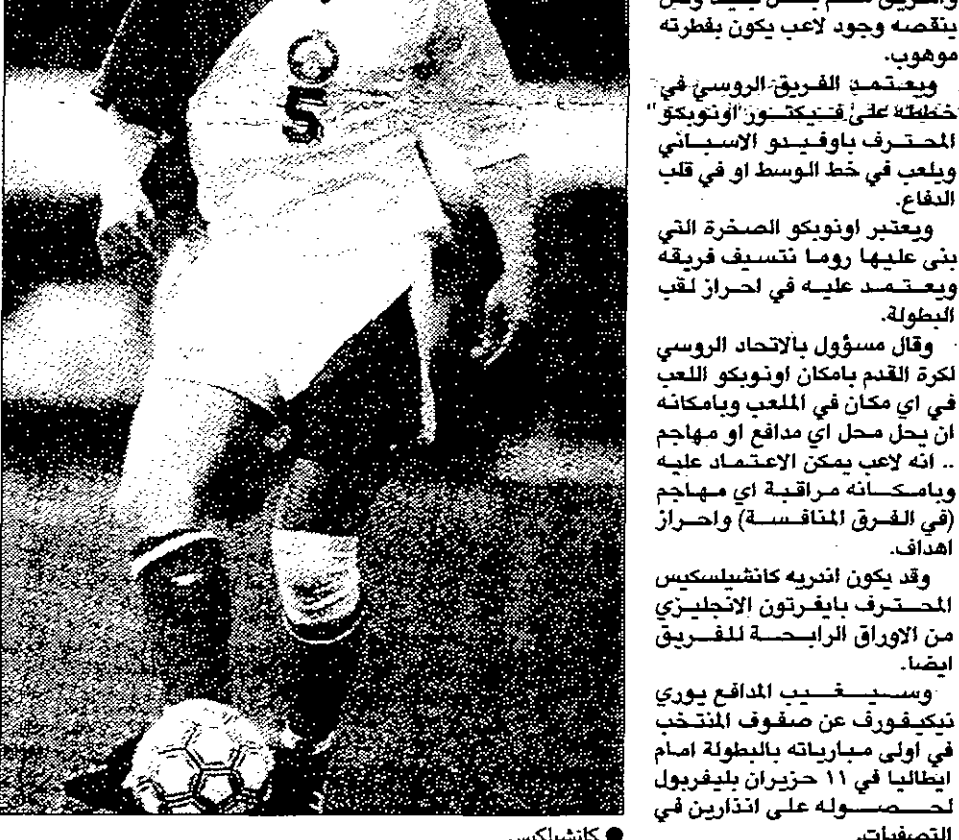 ينقصه وجود لاعب يكون بفطرته
موهوب.
ويعتمد الفريق الروسي في
خططه على فيكتور اونوبكو
المحترف باوفيدو الاسباني
ويلعب في خط الوسط او في قلب
الدفاع.
ويعتبر اونوبكو الصخرة التي
بنى عليها روما نتسيف فريقه
ويعتمد عليه في احراز لقب
البطولة.
وقال مسؤول بالاتحاد الروسي
لكرة القدم بامكان اونوبكو اللعب
في اي مكان في الملعب وبامكانه
ان يحل محل اي مدافع او مهاجم
.. انه لاعب يمكن الاعتماد عليه
وبامكانه مراقبة اي مهاجم
(في الفرق المنافسة) واحراز
اهداف.
وقد يكون اندريه كانشيلسكيس
المحترف بايفرتون الانجليزي
من الاوراق الرابحة للفريق
ايضا.
وسيغيب المدافع يوري
نيكيفورف عن صفوف المنتخب
في اولى مبارياته بالبطولة امام
ايطاليا في ١١ حزيران بليفربول
لحصوله على انذارين في
التصفيات.
5
● كانشيلكيس